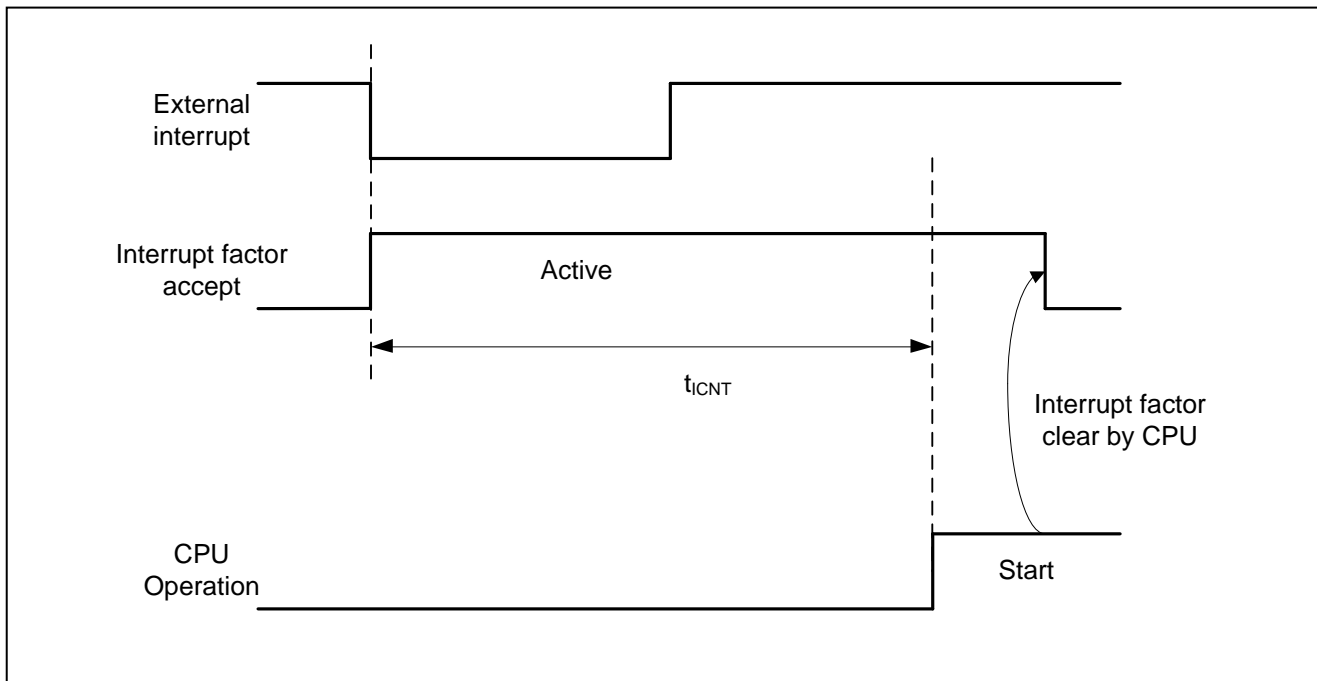 External
interrupt
Interrupt factor
accept
Active
tICNT
Interrupt factor
clear by CPU
CPU
Operation
Start